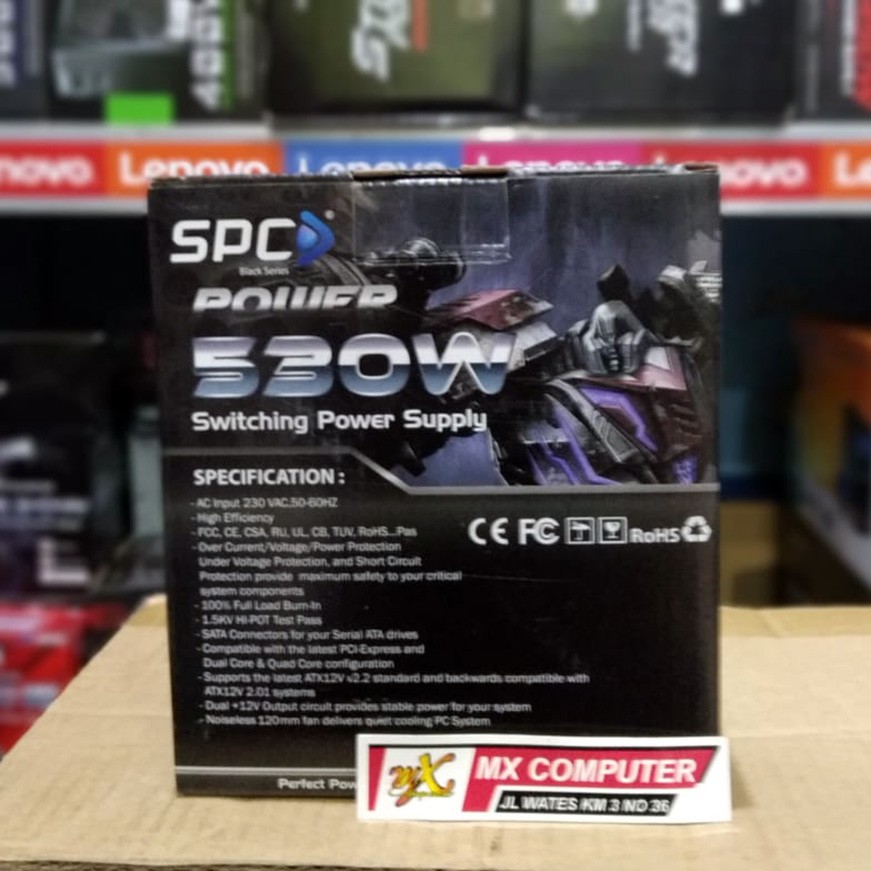 Lenovo
Lenovo
SPC
Black Series
POWER
530W
Switching Power Supply
SPECIFICATION :
- AC Input 230 VAC,50-60HZ
- High Efficiency
- FCC, CE, CSA, RU, UL, CB, TUV, RoHS...Pas
- Over Current/Voltage/Power Protection
Under Voltage Protection, and Short Circuit
Protection provide maximum safety to your critical
system components
- 100% Full Load Burn-In
- 1.5KV HI-POT Test Pass
- SATA Connectors for your Serial ATA drives
- Compatible with the latest PCI-Express and
Dual Core & Quad Core configuration
- Supports the latest ATX12V v2.2 standard and backwards compatible with
ATX12V 2.01 systems
- Dual +12V Output circuit provides stable power for your system
- Noiseless 120mm fan delivers quiet cooling PC System
CE FC RoHS
Perfect Pow
MX
MX COMPUTER
JL WATES KM 3 NO 36